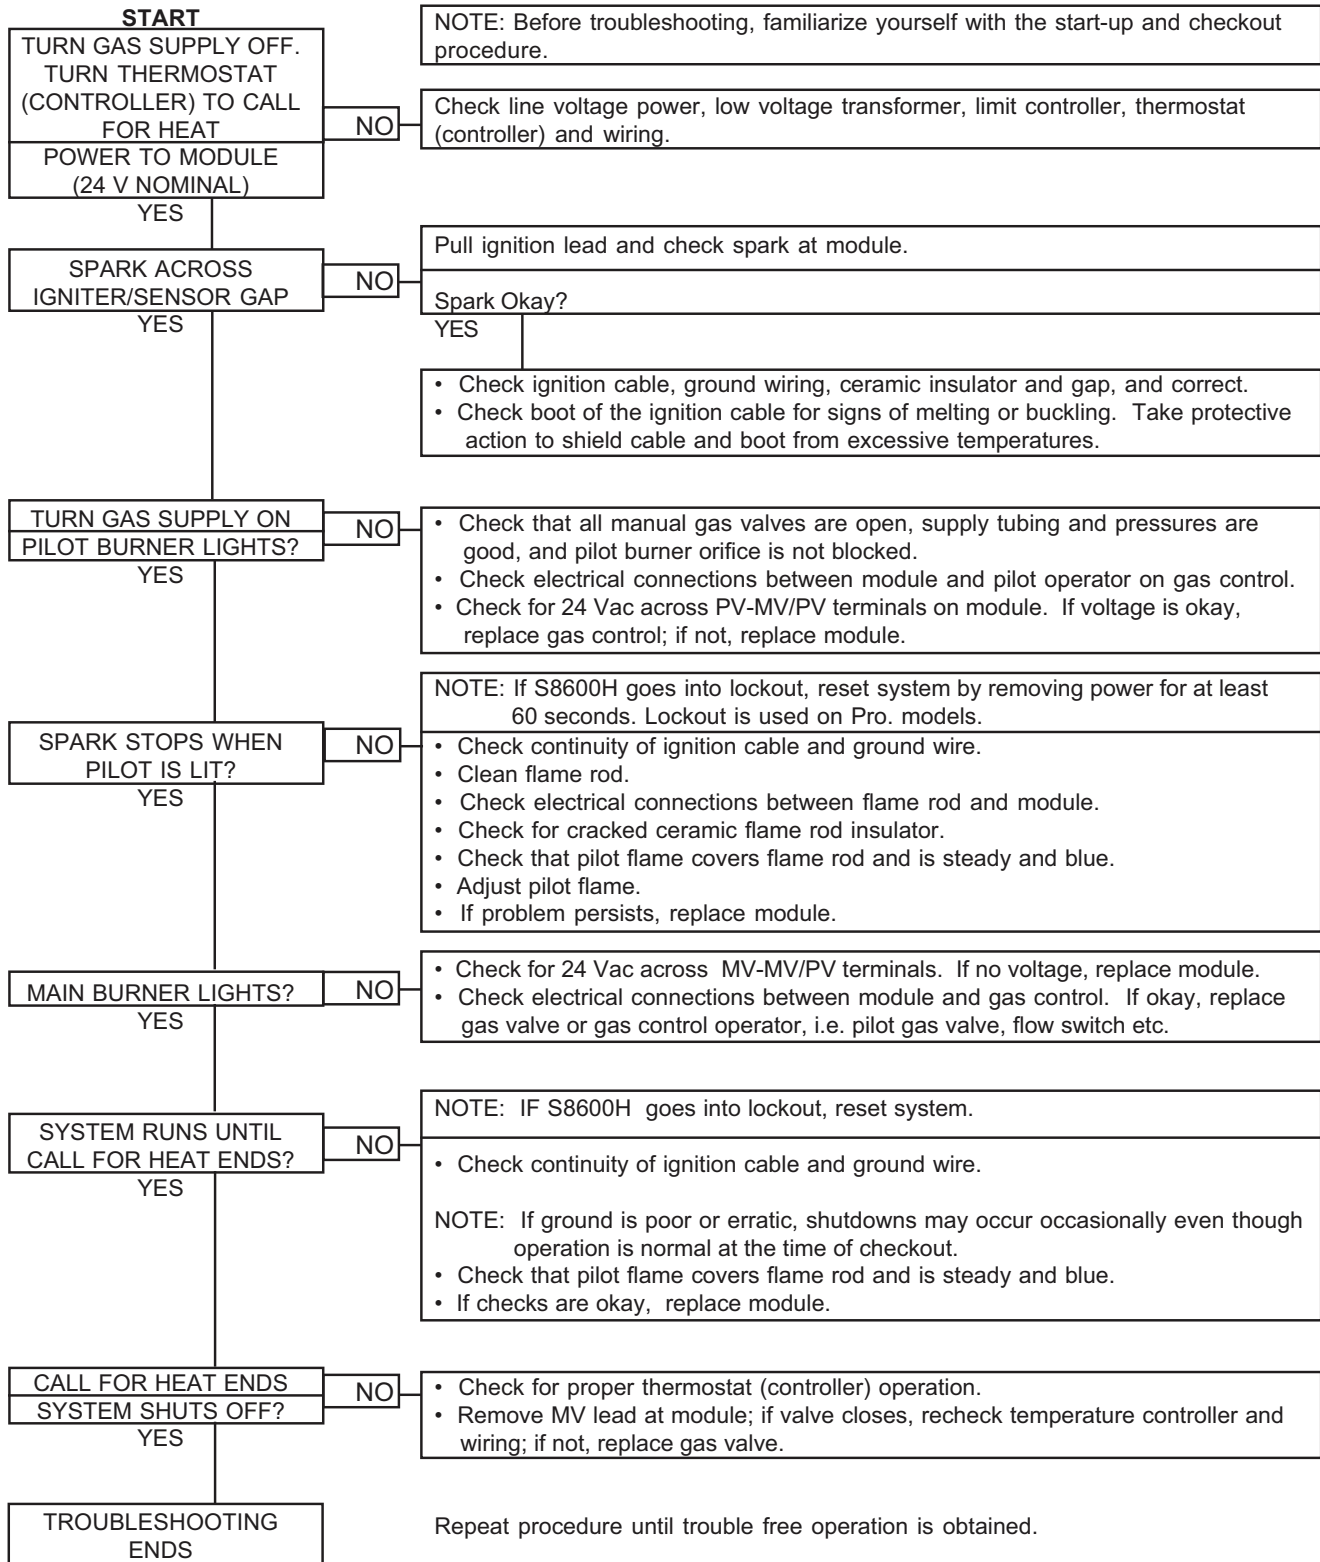 START
TURN GAS SUPPLY OFF.
TURN THERMOSTAT
(CONTROLLER) TO CALL
FOR HEAT
POWER TO MODULE
(24 V NOMINAL)
YES
NO
NOTE: Before troubleshooting, familiarize yourself with the start-up and checkout
procedure.
Check line voltage power, low voltage transformer, limit controller, thermostat
(controller) and wiring.
SPARK ACROSS
IGNITER/SENSOR GAP
YES
NO
Pull ignition lead and check spark at module.
Spark Okay?
YES
• Check ignition cable, ground wiring, ceramic insulator and gap, and correct.
• Check boot of the ignition cable for signs of melting or buckling. Take protective
action to shield cable and boot from excessive temperatures.
TURN GAS SUPPLY ON
PILOT BURNER LIGHTS?
YES
NO
• Check that all manual gas valves are open, supply tubing and pressures are
good, and pilot burner orifice is not blocked.
• Check electrical connections between module and pilot operator on gas control.
• Check for 24 Vac across PV-MV/PV terminals on module. If voltage is okay,
replace gas control; if not, replace module.
SPARK STOPS WHEN
PILOT IS LIT?
YES
NO
NOTE: If S8600H goes into lockout, reset system by removing power for at least
60 seconds. Lockout is used on Pro. models.
• Check continuity of ignition cable and ground wire.
• Clean flame rod.
• Check electrical connections between flame rod and module.
• Check for cracked ceramic flame rod insulator.
• Check that pilot flame covers flame rod and is steady and blue.
• Adjust pilot flame.
• If problem persists, replace module.
MAIN BURNER LIGHTS?
YES
NO
• Check for 24 Vac across MV-MV/PV terminals. If no voltage, replace module.
• Check electrical connections between module and gas control. If okay, replace
gas valve or gas control operator, i.e. pilot gas valve, flow switch etc.
SYSTEM RUNS UNTIL
CALL FOR HEAT ENDS?
YES
NO
NOTE: IF S8600H goes into lockout, reset system.
• Check continuity of ignition cable and ground wire.
NOTE: If ground is poor or erratic, shutdowns may occur occasionally even though
operation is normal at the time of checkout.
• Check that pilot flame covers flame rod and is steady and blue.
• If checks are okay, replace module.
CALL FOR HEAT ENDS
SYSTEM SHUTS OFF?
YES
NO
• Check for proper thermostat (controller) operation.
• Remove MV lead at module; if valve closes, recheck temperature controller and
wiring; if not, replace gas valve.
TROUBLESHOOTING
ENDS
Repeat procedure until trouble free operation is obtained.